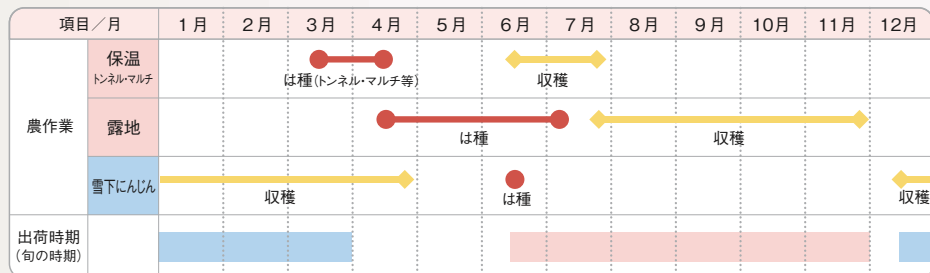 項目／月 1月 2月 3月 4月 5月 6月 7月 8月 9月 10月 11月 12月
農作業
保温
トンネル・マルチ
は種(トンネル・マルチ等)
収穫
露地
は種
収穫
雪下にんじん
収穫
は種
収穫
出荷時期
(旬の時期)